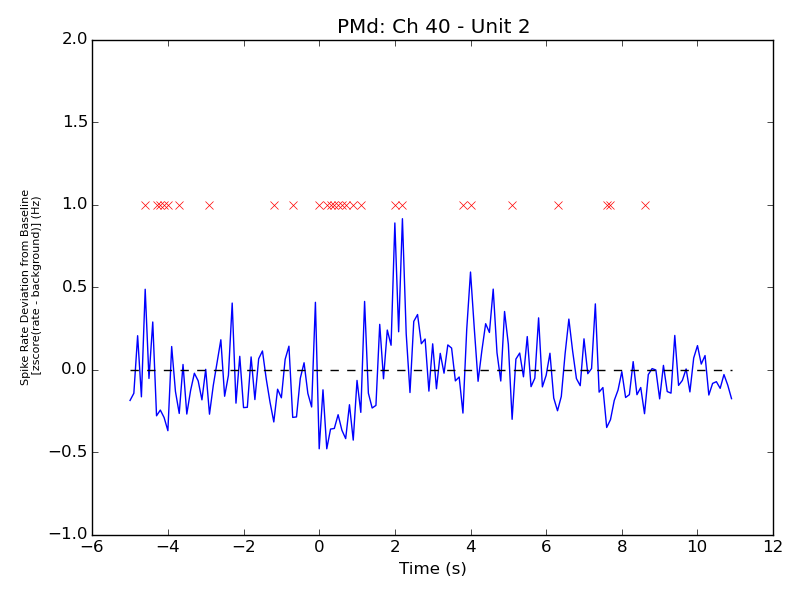 PMd: Ch 40 - Unit 2
2.0
1.5
1.0
0.5
0.0
−0.5
−1.0
Spike Rate Deviation from Baseline
[zscore(rate - background)] (Hz)
−6 −4 −2 0 2 4 6 8 10 12
Time (s)